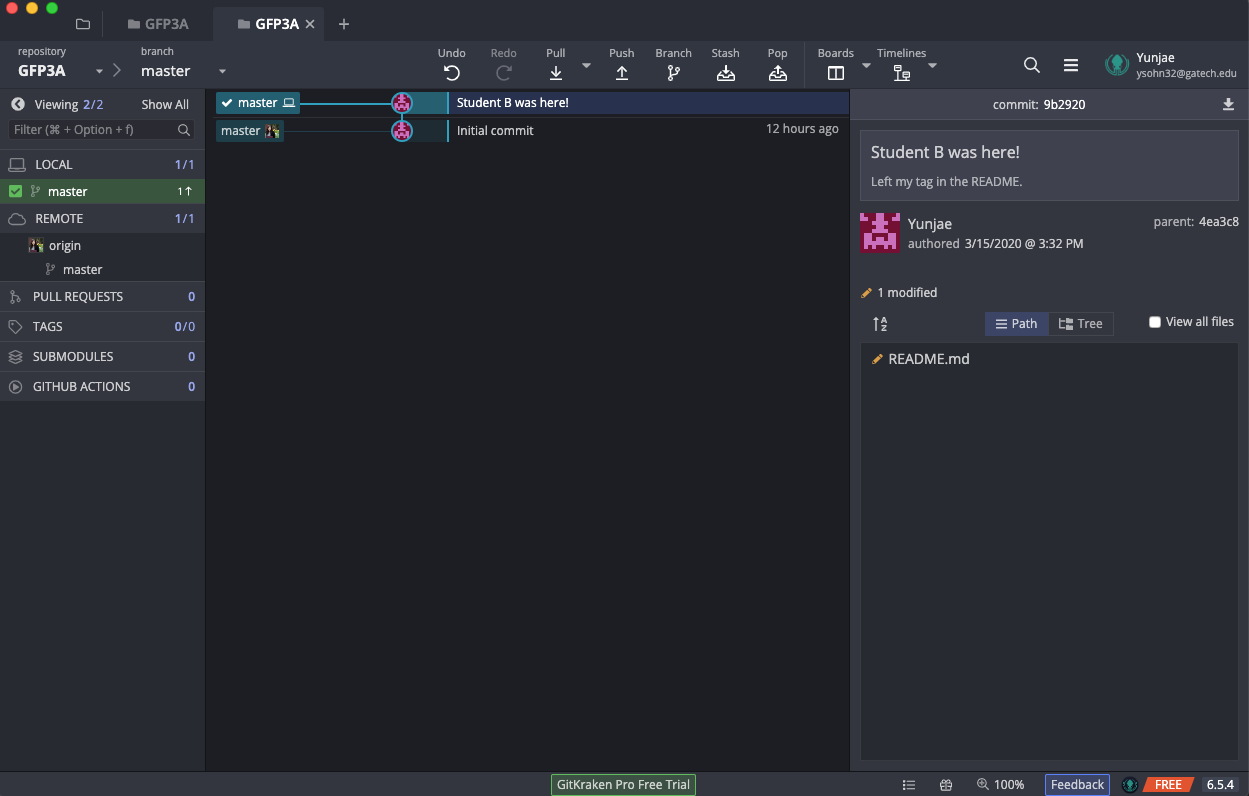 GFP3A
GFP3A
repository
GFP3A
branch
master
Undo
Redo
Pull
Push
Branch
Stash
Pop
Boards
Timelines
Yunjae
ysohn32@gatech.edu
Viewing 2/2
Show All
Filter (⌘ + Option + f)
LOCAL 1/1
master 1↑
REMOTE 1/1
origin
master
PULL REQUESTS 0
TAGS 0/0
SUBMODULES 0
GITHUB ACTIONS 0
master
Student B was here!
master
Initial commit
12 hours ago
commit: 9b2920
Student B was here!
Left my tag in the README.
Yunjae
authored 3/15/2020 @ 3:32 PM
parent: 4ea3c8
1 modified
Path
Tree
View all files
README.md
GitKraken Pro Free Trial
100%
Feedback
FREE
6.5.4